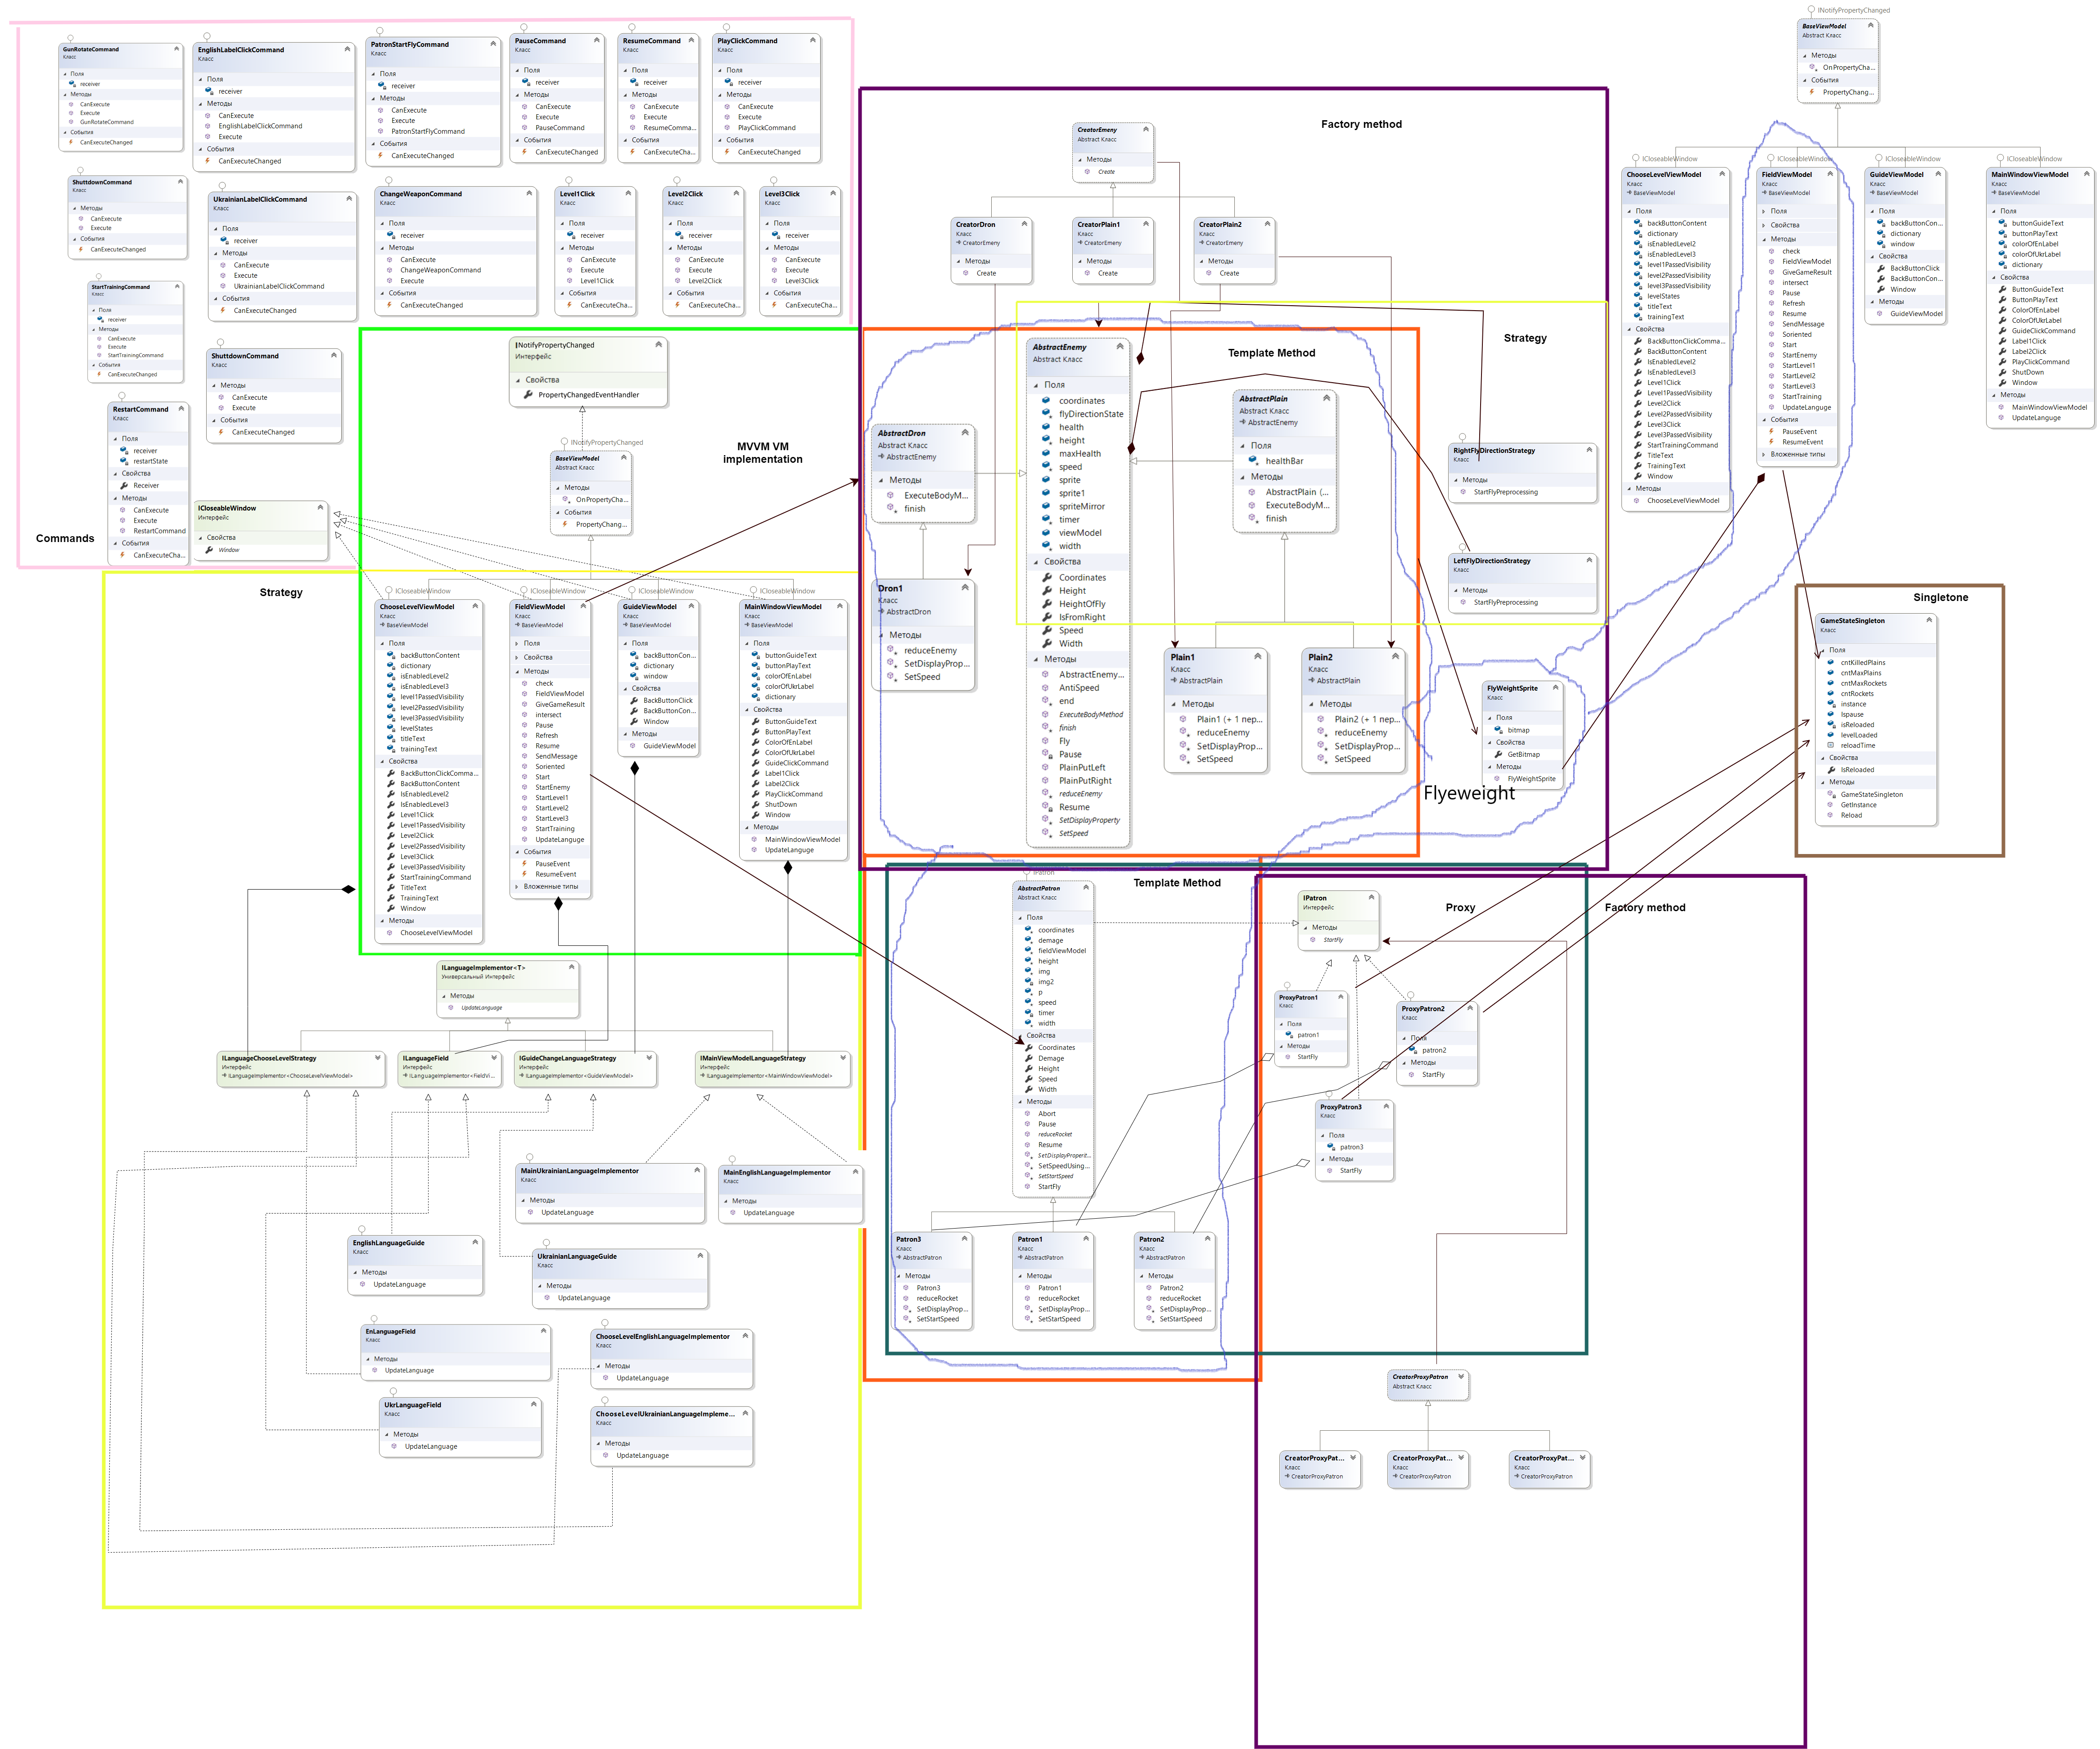 GunRotateCommand
Класс
Поля
receiver
Методы
CanExecute
Execute
GunRotateCommand
События
CanExecuteChanged
EnglishLabelClickCommand
Класс
Поля
receiver
Методы
CanExecute
EnglishLabelClickCommand
Execute
События
CanExecuteChanged
PatronStartFlyCommand
Класс
Поля
receiver
Методы
CanExecute
Execute
PatronStartFlyCommand
События
CanExecuteChanged
PauseCommand
Класс
Поля
receiver
Методы
CanExecute
Execute
PauseCommand
События
CanExecuteChanged
ResumeCommand
Класс
Поля
receiver
Методы
CanExecute
Execute
ResumeComma...
События
CanExecuteCha...
PlayClickCommand
Класс
Поля
receiver
Методы
CanExecute
Execute
PlayClickCommand
События
CanExecuteChanged
ShuttdownCommand
Класс
Методы
CanExecute
Execute
События
CanExecuteChanged
UkrainianLabelClickCommand
Класс
Поля
receiver
Методы
CanExecute
Execute
UkrainianLabelClickCommand
События
CanExecuteChanged
ChangeWeaponCommand
Класс
Поля
receiver
Методы
CanExecute
ChangeWeaponCommand
Execute
События
CanExecuteChanged
Level1Click
Класс
Поля
receiver
Методы
CanExecute
Execute
Level1Click
События
CanExecuteCha...
Level2Click
Класс
Поля
receiver
Методы
CanExecute
Execute
Level2Click
События
CanExecuteCha...
Level3Click
Класс
Поля
receiver
Методы
CanExecute
Execute
Level3Click
События
CanExecuteCha...
StartTrainingCommand
Класс
Поля
receiver
Методы
CanExecute
Execute
StartTrainingCommand
События
CanExecuteChanged
ShuttdownCommand
Класс
Методы
CanExecute
Execute
События
CanExecuteChanged
RestartCommand
Класс
Поля
receiver
restartState
Свойства
Receiver
Методы
CanExecute
Execute
RestartCommand
События
CanExecuteCha...
Commands
ICloseableWindow
Интерфейс
Свойства
Window
INotifyPropertyChanged
Интерфейс
Свойства
PropertyChangedEventHandler
MVVM VM
implementation
INotifyPropertyChanged
BaseViewModel
Abstract Класс
Методы
OnPropertyCha...
События
PropertyChang...
Strategy
ICloseableWindow
ChooseLevelViewModel
Класс
BaseViewModel
Поля
backButtonContent
dictionary
isEnabledLevel2
isEnabledLevel3
level1PassedVisibility
level2PassedVisibility
level3PassedVisibility
levelStates
titleText
trainingText
Свойства
BackButtonClickComma...
BackButtonContent
IsEnabledLevel2
IsEnabledLevel3
Level1Click
Level1PassedVisibility
Level2Click
Level2PassedVisibility
Level3Click
Level3PassedVisibility
StartTrainingCommand
TitleText
TrainingText
Window
Методы
ChooseLevelViewModel
ICloseableWindow
FieldViewModel
Класс
BaseViewModel
Поля
Свойства
Методы
check
FieldViewModel
GiveGameResult
intersect
Pause
Refresh
Resume
SendMessage
Soriented
Start
StartEnemy
StartLevel1
StartLevel2
StartLevel3
StartTraining
UpdateLanguge
События
PauseEvent
ResumeEvent
Вложенные типы
ICloseableWindow
GuideViewModel
Класс
BaseViewModel
Поля
backButtonCon...
dictionary
window
Свойства
BackButtonClick
BackButtonCon...
Window
Методы
GuideViewModel
ICloseableWindow
MainWindowViewModel
Класс
BaseViewModel
Поля
buttonGuideText
buttonPlayText
colorOfEnLabel
colorOfUkrLabel
dictionary
Свойства
ButtonGuideText
ButtonPlayText
ColorOfEnLabel
ColorOfUkrLabel
GuideClickCommand
Label1Click
Label2Click
PlayClickCommand
ShutDown
Window
Методы
MainWindowViewModel
UpdateLanguge
ILanguageImplementor<T>
Универсальный Интерфейс
Методы
UpdateLanguage
ILanguageChooseLevelStrategy
Интерфейс
ILanguageImplementor<ChooseLevelViewModel>
ILanguageField
Интерфейс
ILanguageImplementor<FieldVi...
IGuideChangeLanguageStrategy
Интерфейс
ILanguageImplementor<GuideViewModel>
IMainViewModelLanguageStrategy
Интерфейс
ILanguageImplementor<MainWindowViewModel>
MainUkrainianLanguageImplementor
Класс
Методы
UpdateLanguage
MainEnglishLanguageImplementor
Класс
Методы
UpdateLanguage
EnglishLanguageGuide
Класс
Методы
UpdateLanguage
UkrainianLanguageGuide
Класс
Методы
UpdateLanguage
EnLanguageField
Класс
Методы
UpdateLanguage
ChooseLevelEnglishLanguageImplementor
Класс
Методы
UpdateLanguage
UkrLanguageField
Класс
Методы
UpdateLanguage
ChooseLevelUkrainianLanguageImpleme...
Класс
Методы
UpdateLanguage
Factory method
CreatorEmeny
Abstract Класс
Методы
Create
CreatorDron
Класс
CreatorEmeny
Методы
Create
CreatorPlain1
Класс
CreatorEmeny
Методы
Create
CreatorPlain2
Класс
CreatorEmeny
Методы
Create
Strategy
Template Method
AbstractEnemy
Abstract Класс
Поля
coordinates
flyDirectionState
health
height
maxHealth
speed
sprite
sprite1
spriteMirror
timer
viewModel
width
Свойства
Coordinates
Height
HeightOfFly
IsFromRight
Speed
Width
Методы
AbstractEnemy...
AntiSpeed
end
ExecuteBodyMethod
finish
Fly
Pause
PlainPutLeft
PlainPutRight
reduceEnemy
Resume
SetDisplayProperty
SetSpeed
AbstractDron
Abstract Класс
AbstractEnemy
Методы
ExecuteBodyM...
finish
Dron1
Класс
AbstractDron
Методы
reduceEnemy
SetDisplayProp...
SetSpeed
AbstractPlain
Abstract Класс
AbstractEnemy
Поля
healthBar
Методы
AbstractPlain (...
ExecuteBodyM...
finish
Plain1
Класс
AbstractPlain
Методы
Plain1 (+ 1 пер...
reduceEnemy
SetDisplayProp...
SetSpeed
Plain2
Класс
AbstractPlain
Методы
Plain2 (+ 1 пер...
reduceEnemy
SetDisplayProp...
SetSpeed
RightFlyDirectionStrategy
Класс
Методы
StartFlyPreprocessing
LeftFlyDirectionStrategy
Класс
Методы
StartFlyPreprocessing
FlyWeightSprite
Класс
Поля
bitmap
Свойства
GetBitmap
Методы
FlyWeightSprite
Flyeweight
INotifyPropertyChanged
BaseViewModel
Abstract Класс
Методы
OnPropertyCha...
События
PropertyChang...
ICloseableWindow
ChooseLevelViewModel
Класс
BaseViewModel
Поля
backButtonContent
dictionary
isEnabledLevel2
isEnabledLevel3
level1PassedVisibility
level2PassedVisibility
level3PassedVisibility
levelStates
titleText
trainingText
Свойства
BackButtonClickComma...
BackButtonContent
IsEnabledLevel2
IsEnabledLevel3
Level1Click
Level1PassedVisibility
Level2Click
Level2PassedVisibility
Level3Click
Level3PassedVisibility
StartTrainingCommand
TitleText
TrainingText
Window
Методы
ChooseLevelViewModel
ICloseableWindow
FieldViewModel
Класс
BaseViewModel
Поля
Свойства
Методы
check
FieldViewModel
GiveGameResult
intersect
Pause
Refresh
Resume
SendMessage
Soriented
Start
StartEnemy
StartLevel1
StartLevel2
StartLevel3
StartTraining
UpdateLanguge
События
PauseEvent
ResumeEvent
Вложенные типы
ICloseableWindow
GuideViewModel
Класс
BaseViewModel
Поля
backButtonCon...
dictionary
window
Свойства
BackButtonClick
BackButtonCon...
Window
Методы
GuideViewModel
ICloseableWindow
MainWindowViewModel
Класс
BaseViewModel
Поля
buttonGuideText
buttonPlayText
colorOfEnLabel
colorOfUkrLabel
dictionary
Свойства
ButtonGuideText
ButtonPlayText
ColorOfEnLabel
ColorOfUkrLabel
GuideClickCommand
Label1Click
Label2Click
PlayClickCommand
ShutDown
Window
Методы
MainWindowViewModel
UpdateLanguge
Singletone
GameStateSingleton
Класс
Поля
cntKilledPlains
cntMaxPlains
cntMaxRockets
cntRockets
instance
Ispause
isReloaded
levelLoaded
reloadTime
Свойства
IsReloaded
Методы
GameStateSingleton
GetInstance
Reload
Template Method
IPatron
AbstractPatron
Abstract Класс
Поля
coordinates
demage
fieldViewModel
height
img
img2
p
speed
timer
width
Свойства
Coordinates
Demage
Height
Speed
Width
Методы
Abort
Pause
reduceRocket
Resume
SetDisplayPropert...
SetSpeedUsing...
SetStartSpeed
StartFly
Patron3
Класс
AbstractPatron
Методы
Patron3
reduceRocket
SetDisplayProp...
SetStartSpeed
Patron1
Класс
AbstractPatron
Методы
Patron1
reduceRocket
SetDisplayProp...
SetStartSpeed
Patron2
Класс
AbstractPatron
Методы
Patron2
reduceRocket
SetDisplayProp...
SetStartSpeed
Proxy
Factory method
IPatron
Интерфейс
Методы
StartFly
ProxyPatron1
Класс
Поля
patron1
Методы
StartFly
ProxyPatron2
Класс
Поля
patron2
Методы
StartFly
ProxyPatron3
Класс
Поля
patron3
Методы
StartFly
CreatorProxyPatron
Abstract Класс
CreatorProxyPat...
Класс
CreatorProxyPatron
CreatorProxyPat...
Класс
CreatorProxyPatron
CreatorProxyPat...
Класс
CreatorProxyPatron